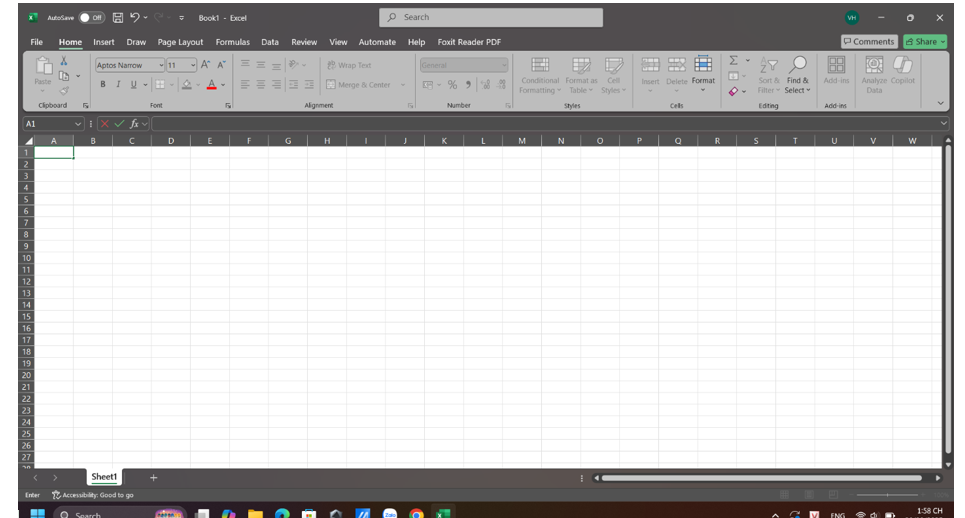 AutoSave Off Book1 - Excel Search VH
File Home Insert Draw Page Layout Formulas Data Review View Automate Help Foxit Reader PDF Comments Share
Aptos Narrow 11 A^ A˅ Wrap Text General
Paste B I U A Merge & Center % 9 Conditional Formatting Format as Table Cell Styles Insert Delete Format Sort & Filter Find & Select Add-ins Analyze Data Copilot
Clipboard Font Alignment Number Styles Cells Editing Add-ins
A1 fx
A B C D E F G H I J K L M N O P Q R S T U V W
1
2
3
4
5
6
7
8
9
10
11
12
13
14
15
16
17
18
19
20
21
22
23
24
25
26
27
Sheet1 +
Enter Accessibility: Good to go
Search Zalo V ENG 1:58 CH